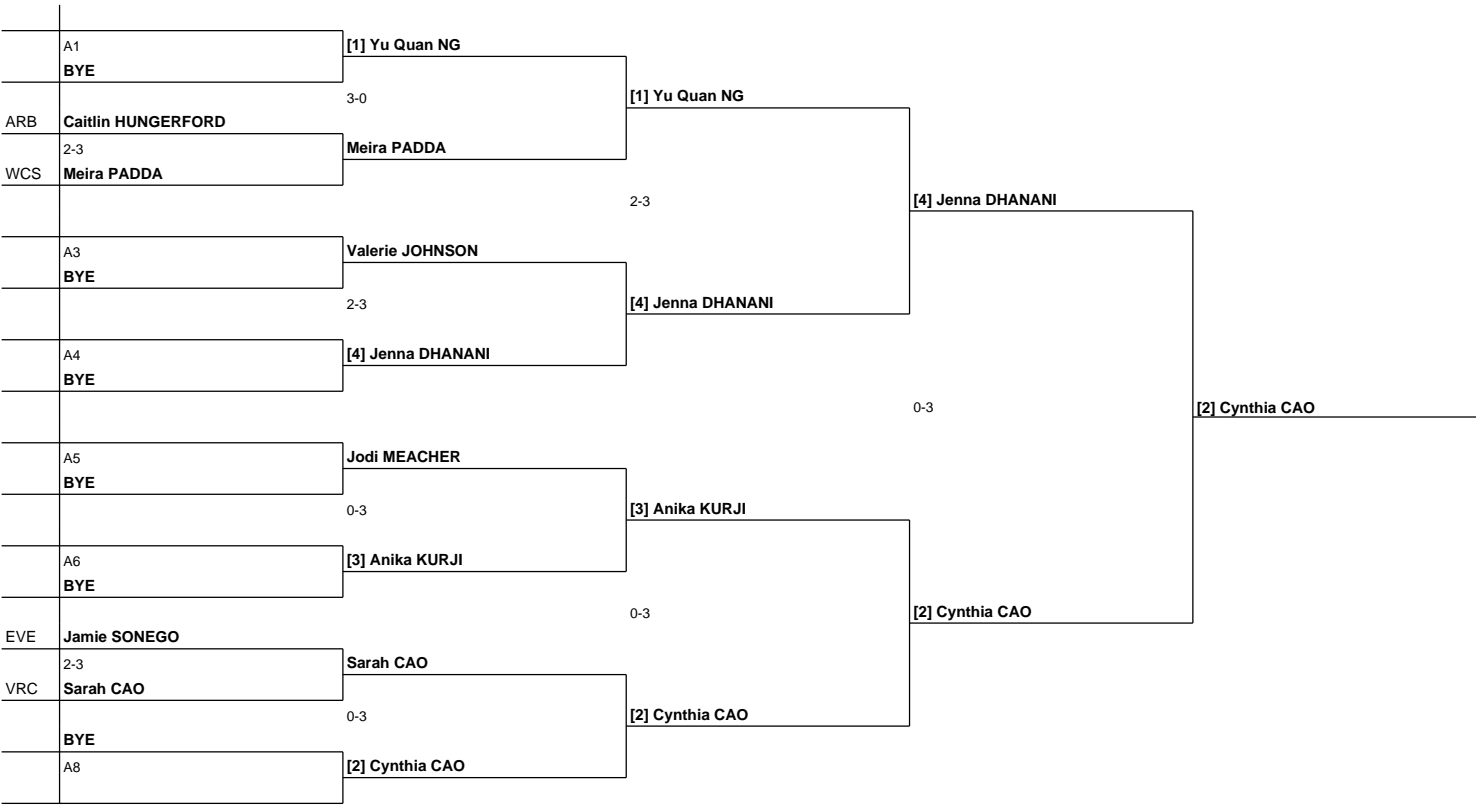 A1
[1] Yu Quan NG
BYE
3-0
[1] Yu Quan NG
ARB Caitlin HUNGERFORD
2-3
Meira PADDA
WCS Meira PADDA
2-3
[4] Jenna DHANANI
A3
Valerie JOHNSON
BYE
2-3
[4] Jenna DHANANI
A4
[4] Jenna DHANANI
BYE
0-3
[2] Cynthia CAO
A5
Jodi MEACHER
BYE
0-3
[3] Anika KURJI
A6
[3] Anika KURJI
BYE
0-3
[2] Cynthia CAO
EVE Jamie SONEGO
2-3
Sarah CAO
VRC Sarah CAO
0-3
[2] Cynthia CAO
BYE
A8
[2] Cynthia CAO